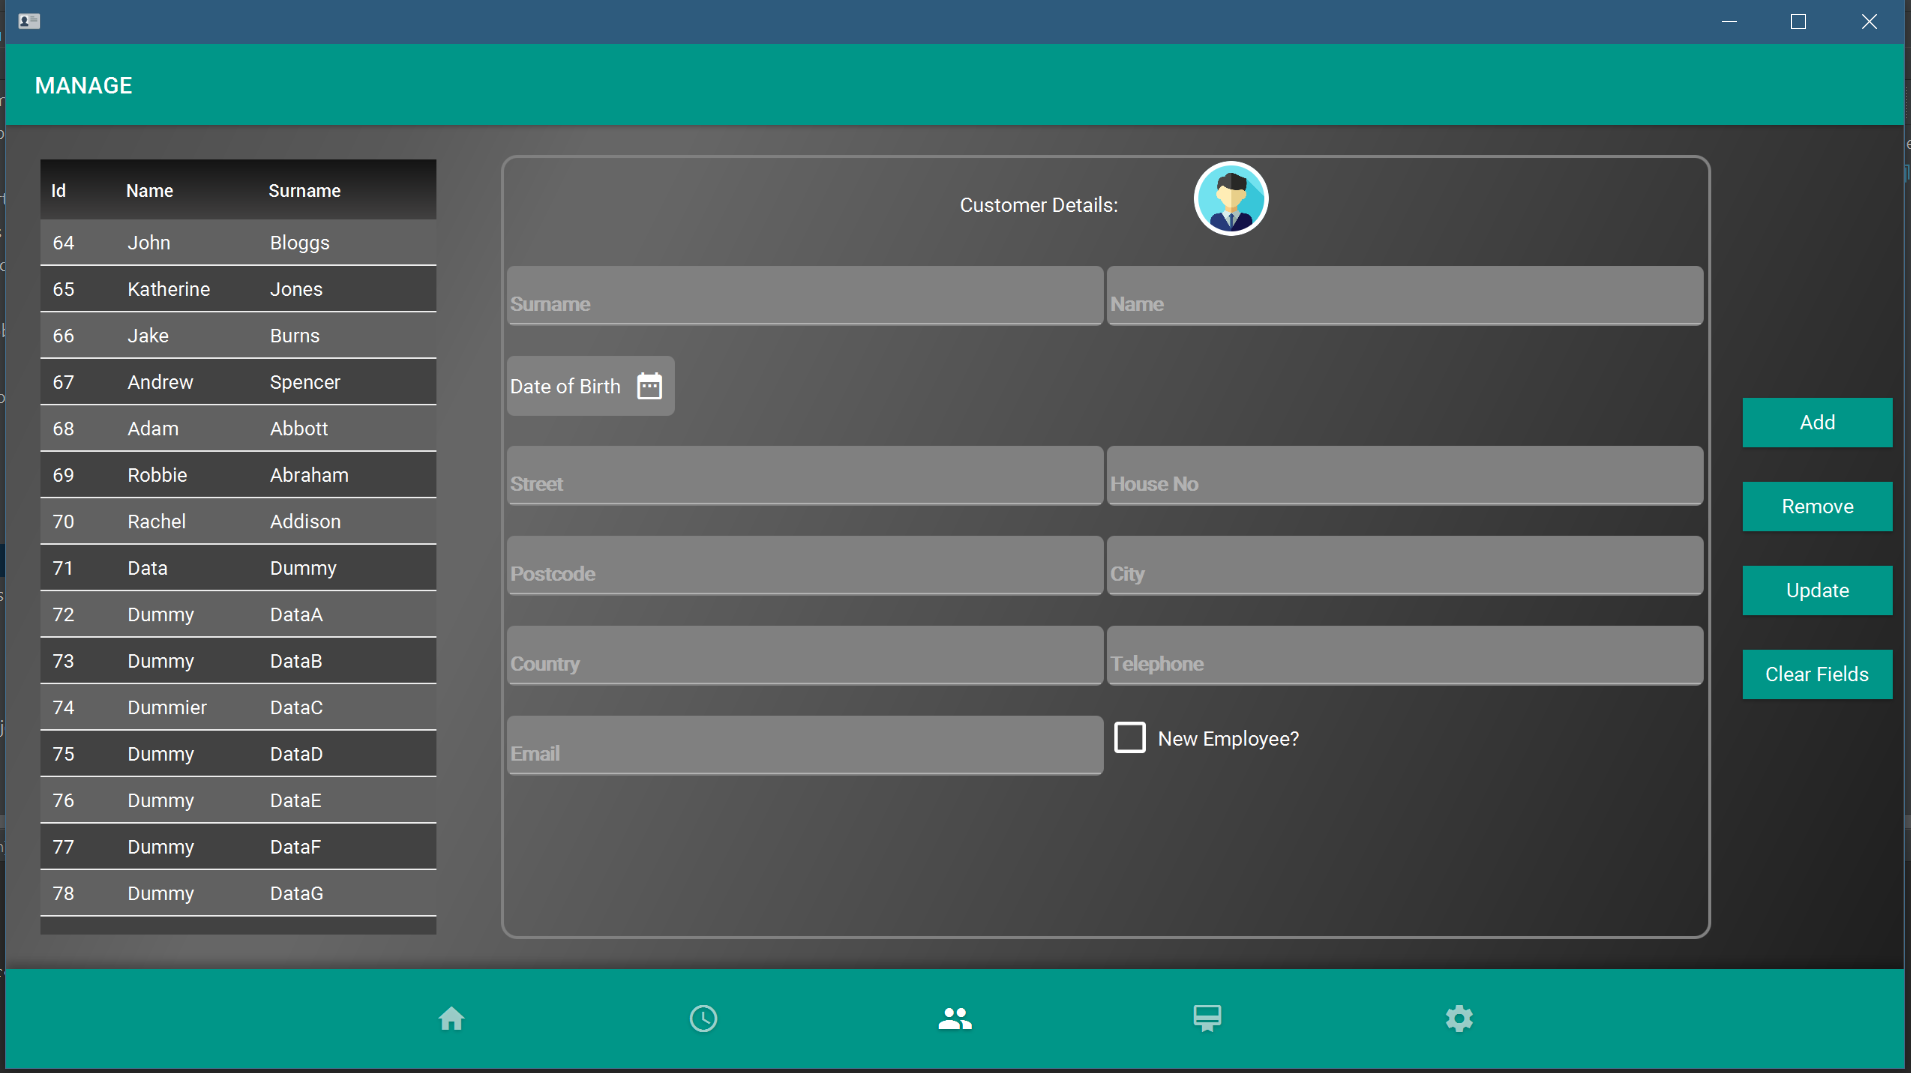 MANAGE
Id Name Surname
64 John Bloggs
65 Katherine Jones
66 Jake Burns
67 Andrew Spencer
68 Adam Abbott
69 Robbie Abraham
70 Rachel Addison
71 Data Dummy
72 Dummy DataA
73 Dummy DataB
74 Dummier DataC
75 Dummy DataD
76 Dummy DataE
77 Dummy DataF
78 Dummy DataG
Customer Details:
Surname Name
Date of Birth
Street House No
Postcode City
Country Telephone
Email New Employee?
Add
Remove
Update
Clear Fields